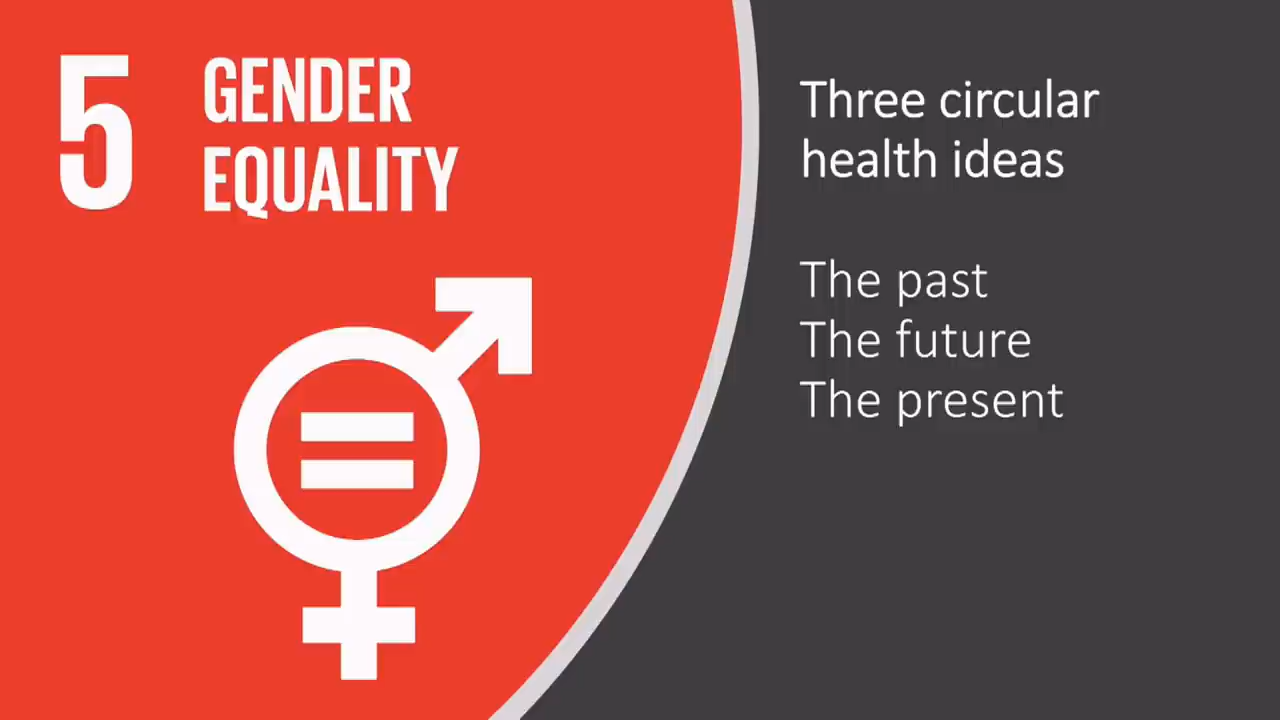 5
GENDER
EQUALITY
Three circular
health ideas
The past
The future
The present